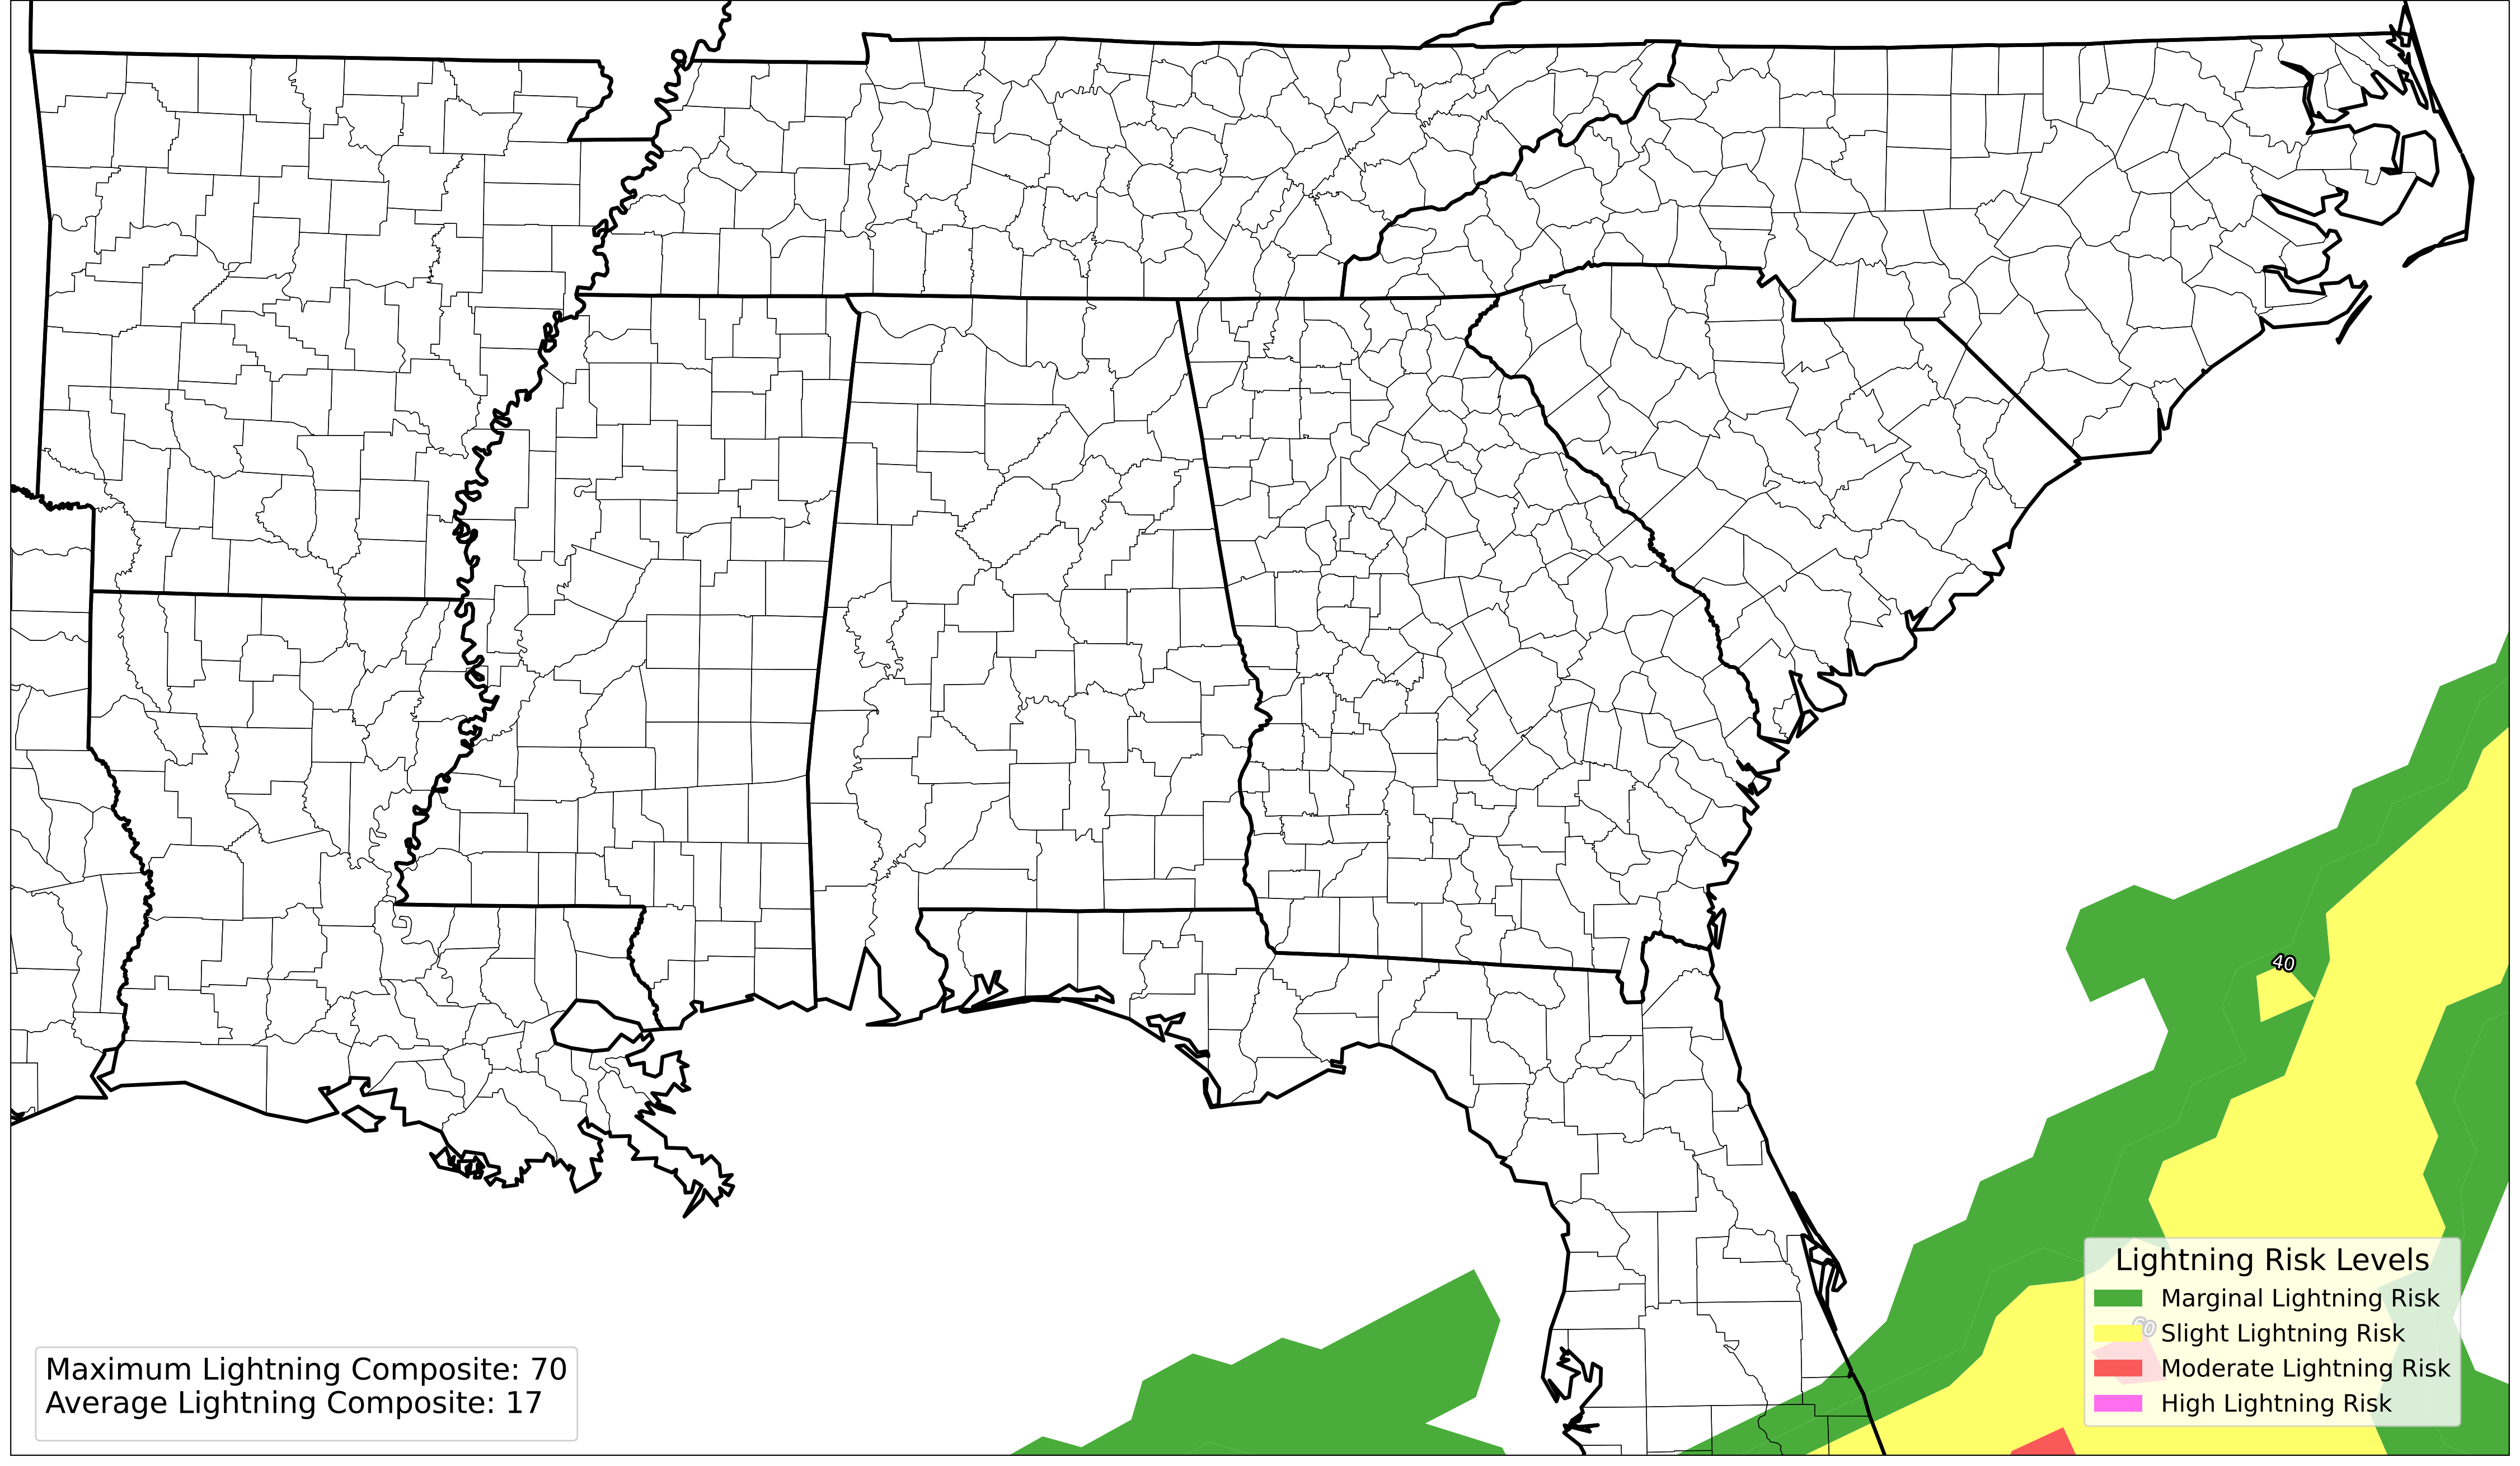 40
Lightning Risk Levels
Marginal Lightning Risk
60
Slight Lightning Risk
Moderate Lightning Risk
High Lightning Risk
Maximum Lightning Composite: 70
Average Lightning Composite: 17